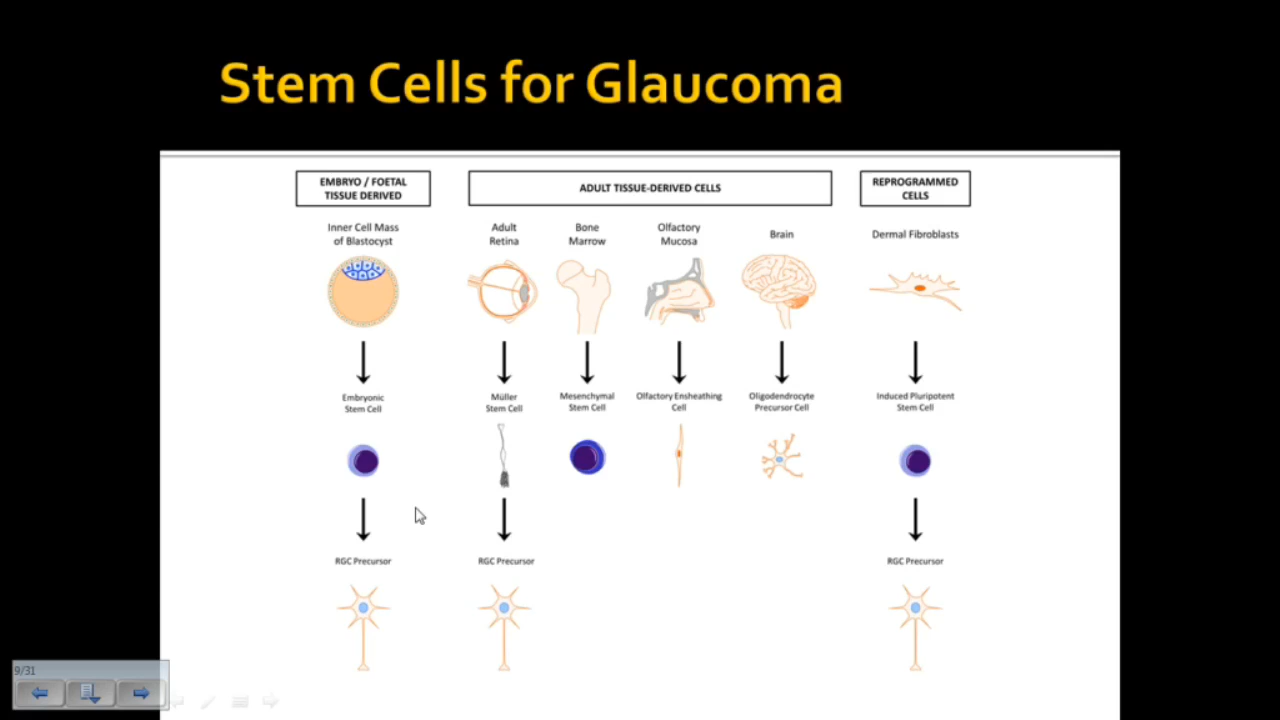 Stem Cells for Glaucoma
EMBRYO / FOETAL
TISSUE DERIVED
ADULT TISSUE-DERIVED CELLS
REPROGRAMMED
CELLS
Inner Cell Mass
of Blastocyst
Adult
Retina
Bone
Marrow
Olfactory
Mucosa
Brain
Dermal Fibroblasts
Embryonic
Stem Cell
Müller
Stem Cell
Mesenchymal
Stem Cell
Olfactory Ensheathing
Cell
Oligodendrocyte
Precursor Cell
Induced Pluripotent
Stem Cell
RGC Precursor
RGC Precursor
RGC Precursor
9/31